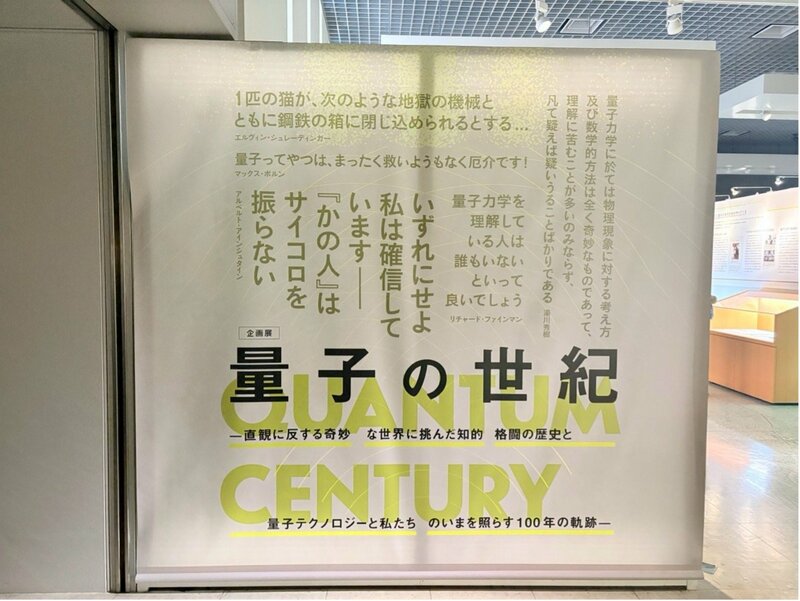 1匹の猫が、次のような地獄の機械と
ともに鋼鉄の箱に閉じ込められるとする…
エルヴィン・シュレーディンガー
量子ってやつは、まったく救いようもなく厄介です！
マックス・ボルン
量子力学に於ては物理現象に対する考え方
及び数学的方法は全く奇妙なものであって、
理解に苦むことが多いのみならず、
凡て疑えば疑いうることばかりである
湯川秀樹
量子力学を
理解して
いる人は
誰もいない
といって
良いでしょう
リチャード・ファインマン
いずれにせよ
私は確信して
います――
『かの人』は
サイコロを
振らない
アルベルト・アインシュタイン
企画展
量子の世紀
QUANTUM
―直観に反する奇妙な世界に挑んだ知的格闘の歴史と
CENTURY
量子テクノロジーと私たちのいまを照らす100年の軌跡―